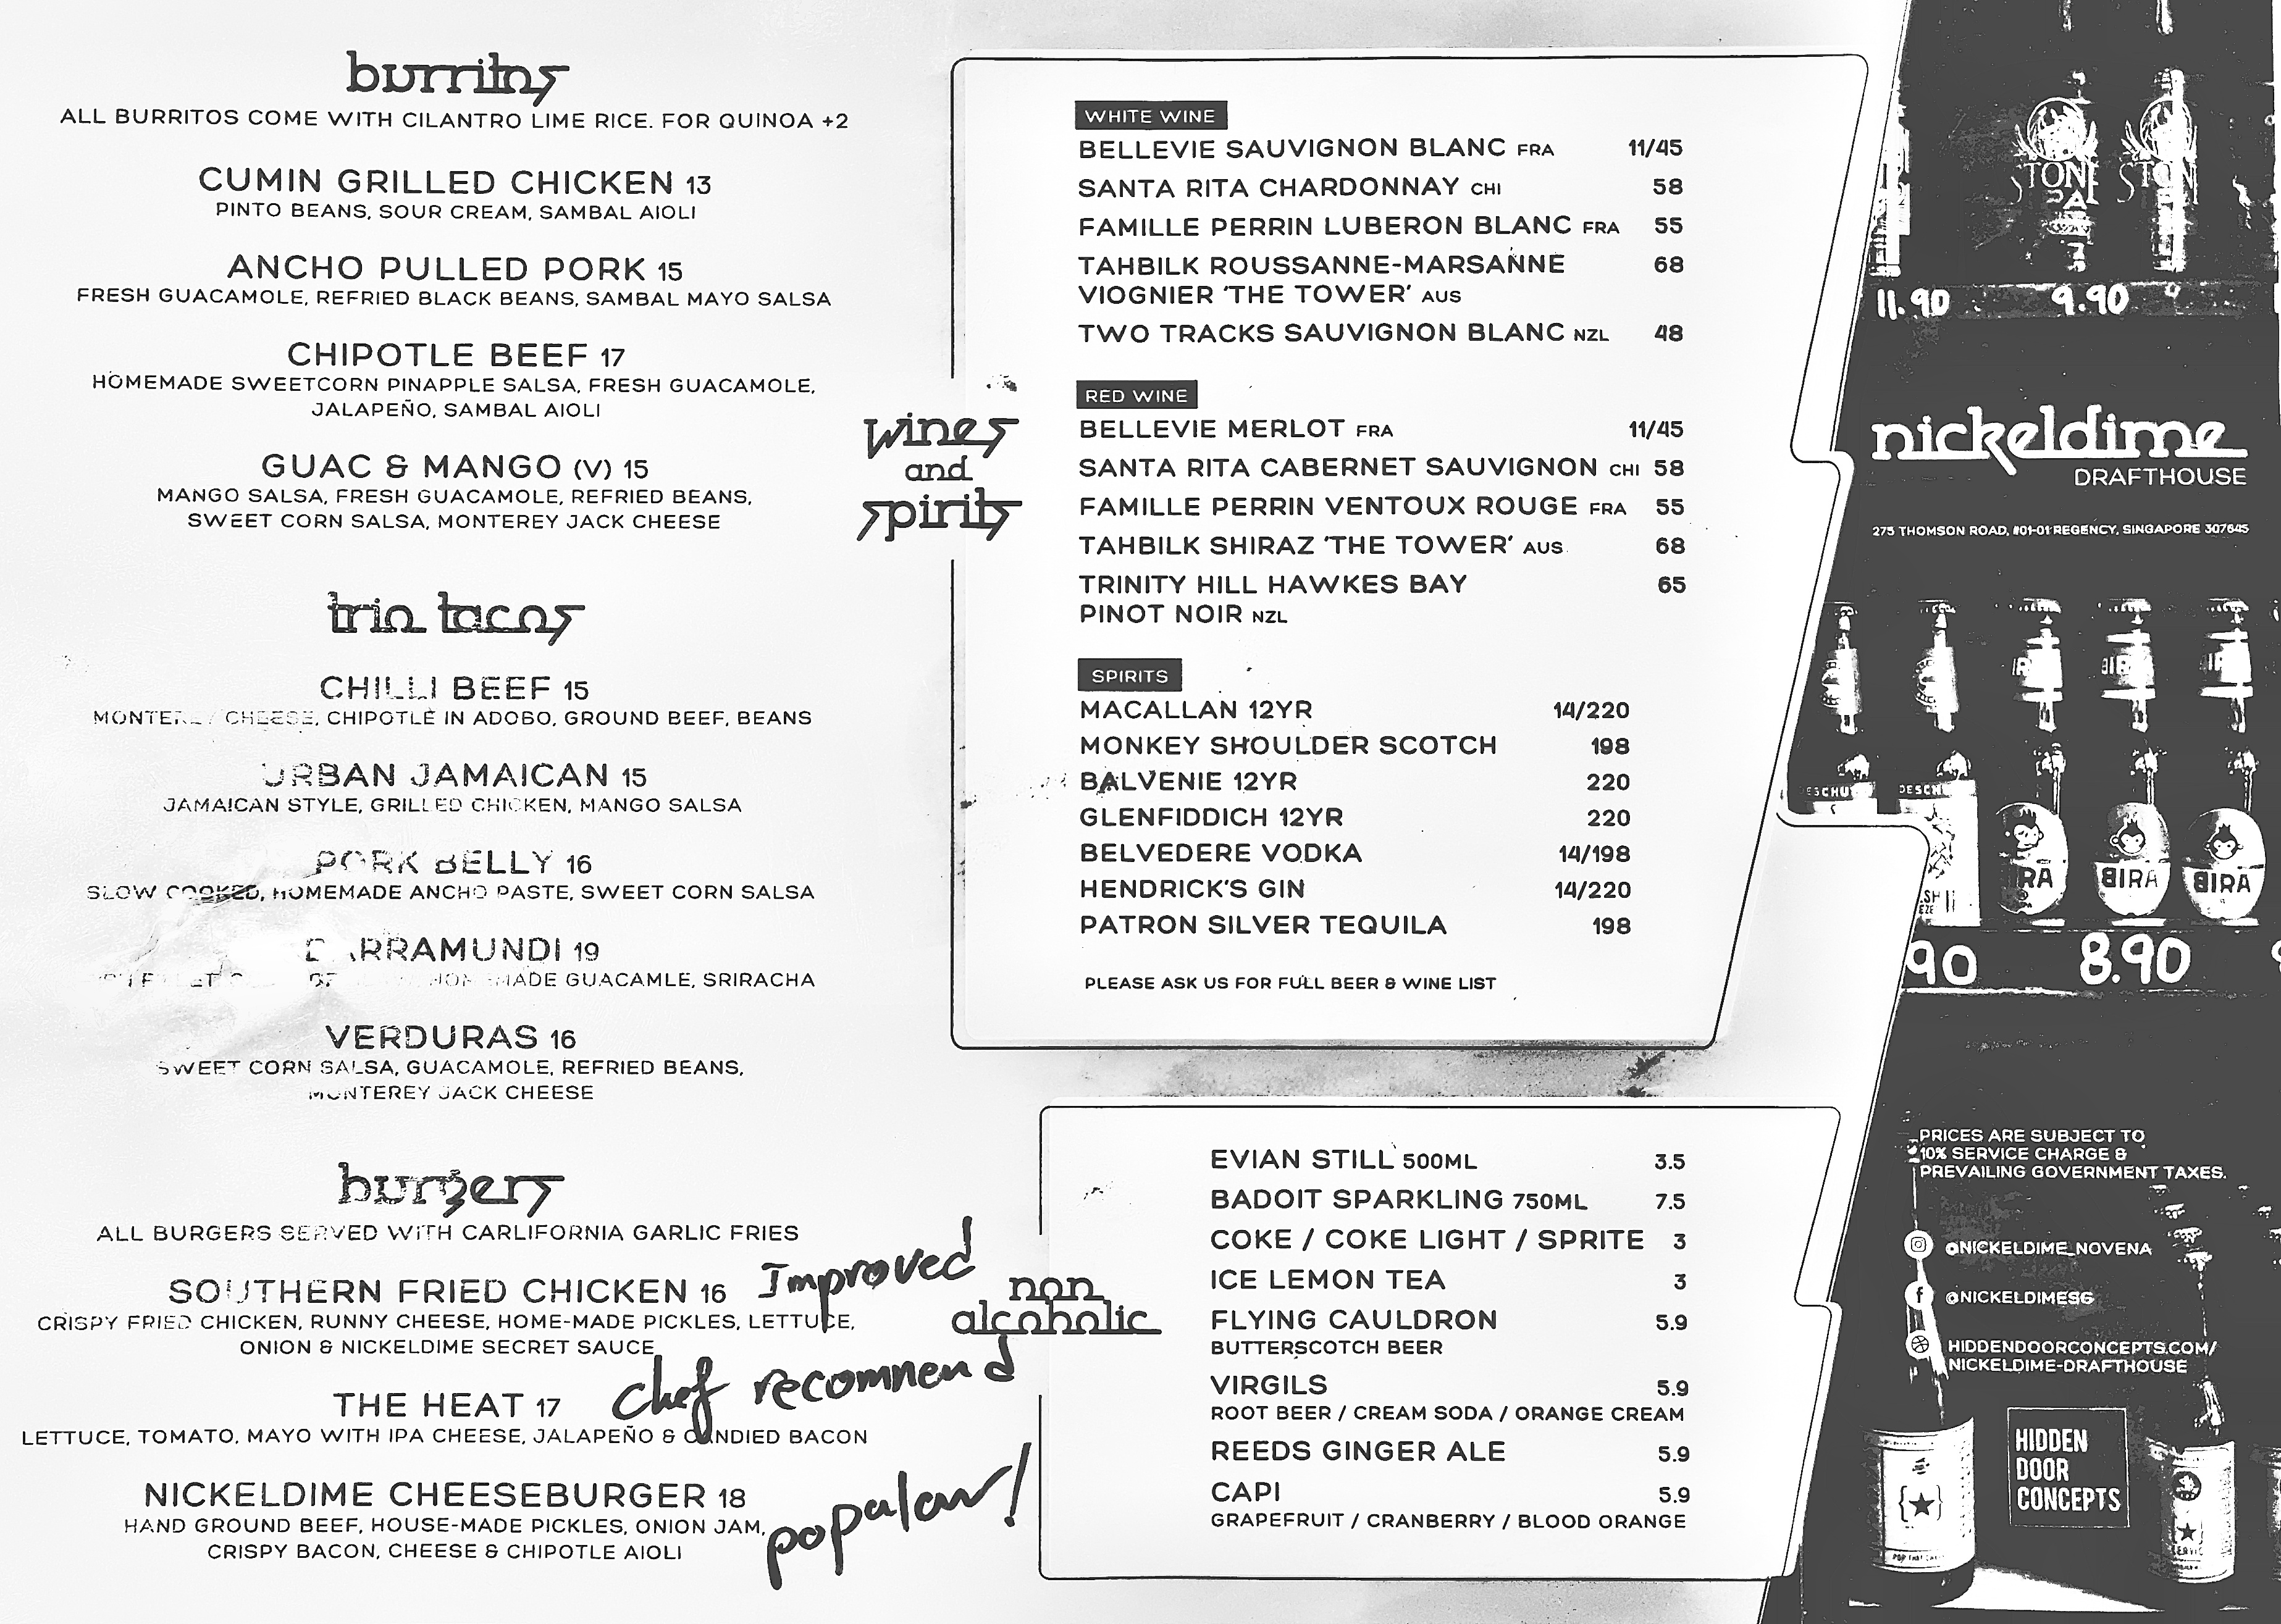 burritos
ALL BURRITOS COME WITH CILANTRO LIME RICE. FOR QUINOA +2
CUMIN GRILLED CHICKEN 13
PINTO BEANS, SOUR CREAM, SAMBAL AIOLI
ANCHO PULLED PORK 15
FRESH GUACAMOLE, REFRIED BLACK BEANS, SAMBAL MAYO SALSA
CHIPOTLE BEEF 17
HOMEMADE SWEETCORN PINAPPLE SALSA, FRESH GUACAMOLE,
JALAPEÑO, SAMBAL AIOLI
GUAC & MANGO (V) 15
MANGO SALSA, FRESH GUACAMOLE, REFRIED BEANS,
SWEET CORN SALSA, MONTEREY JACK CHEESE
trio tacos
CHILLI BEEF 15
MONTEREY CHEESE, CHIPOTLE IN ADOBO, GROUND BEEF, BEANS
URBAN JAMAICAN 15
JAMAICAN STYLE, GRILLED CHICKEN, MANGO SALSA
PORK BELLY 16
SLOW COOKED, HOMEMADE ANCHO PASTE, SWEET CORN SALSA
BARRAMUNDI 19
GUACAMLE, SRIRACHA
VERDURAS 16
SWEET CORN SALSA, GUACAMOLE, REFRIED BEANS,
MONTEREY JACK CHEESE
burgers
ALL BURGERS SERVED WITH CARLIFORNIA GARLIC FRIES
SOUTHERN FRIED CHICKEN 16 Improved
CRISPY FRIED CHICKEN, RUNNY CHEESE, HOME-MADE PICKLES, LETTUCE,
ONION & NICKELDIME SECRET SAUCE
THE HEAT 17 chef recomnend
LETTUCE, TOMATO, MAYO WITH IPA CHEESE, JALAPEÑO & CANDIED BACON
NICKELDIME CHEESEBURGER 18 popular!
HAND GROUND BEEF, HOUSE-MADE PICKLES, ONION JAM,
CRISPY BACON, CHEESE & CHIPOTLE AIOLI
wines
and
spirits
WHITE WINE
BELLEVIE SAUVIGNON BLANC FRA 11/45
SANTA RITA CHARDONNAY CHI 58
FAMILLE PERRIN LUBERON BLANC FRA 55
TAHBILK ROUSSANNE-MARSANNE 68
VIOGNIER 'THE TOWER' AUS
TWO TRACKS SAUVIGNON BLANC NZL 48
RED WINE
BELLEVIE MERLOT FRA 11/45
SANTA RITA CABERNET SAUVIGNON CHI 58
FAMILLE PERRIN VENTOUX ROUGE FRA 55
TAHBILK SHIRAZ 'THE TOWER' AUS 68
TRINITY HILL HAWKES BAY 65
PINOT NOIR NZL
SPIRITS
MACALLAN 12YR 14/220
MONKEY SHOULDER SCOTCH 198
BALVENIE 12YR 220
GLENFIDDICH 12YR 220
BELVEDERE VODKA 14/198
HENDRICK'S GIN 14/220
PATRON SILVER TEQUILA 198
PLEASE ASK US FOR FULL BEER & WINE LIST
non
alcoholic
EVIAN STILL 500ML 3.5
BADOIT SPARKLING 750ML 7.5
COKE / COKE LIGHT / SPRITE 3
ICE LEMON TEA 3
FLYING CAULDRON 5.9
BUTTERSCOTCH BEER
VIRGILS 5.9
ROOT BEER / CREAM SODA / ORANGE CREAM
REEDS GINGER ALE 5.9
CAPI 5.9
GRAPEFRUIT / CRANBERRY / BLOOD ORANGE
STONE STON
11.90 9.90
nickeldime
DRAFTHOUSE
275 THOMSON ROAD, #01-01 REGENCY, SINGAPORE 307645
BIRA BIRA
90 8.90
PRICES ARE SUBJECT TO
10% SERVICE CHARGE &
PREVAILING GOVERNMENT TAXES.
@NICKELDIME_NOVENA
@NICKELDIMESG
HIDDENDOORCONCEPTS.COM/
NICKELDIME-DRAFTHOUSE
HIDDEN
DOOR
CONCEPTS